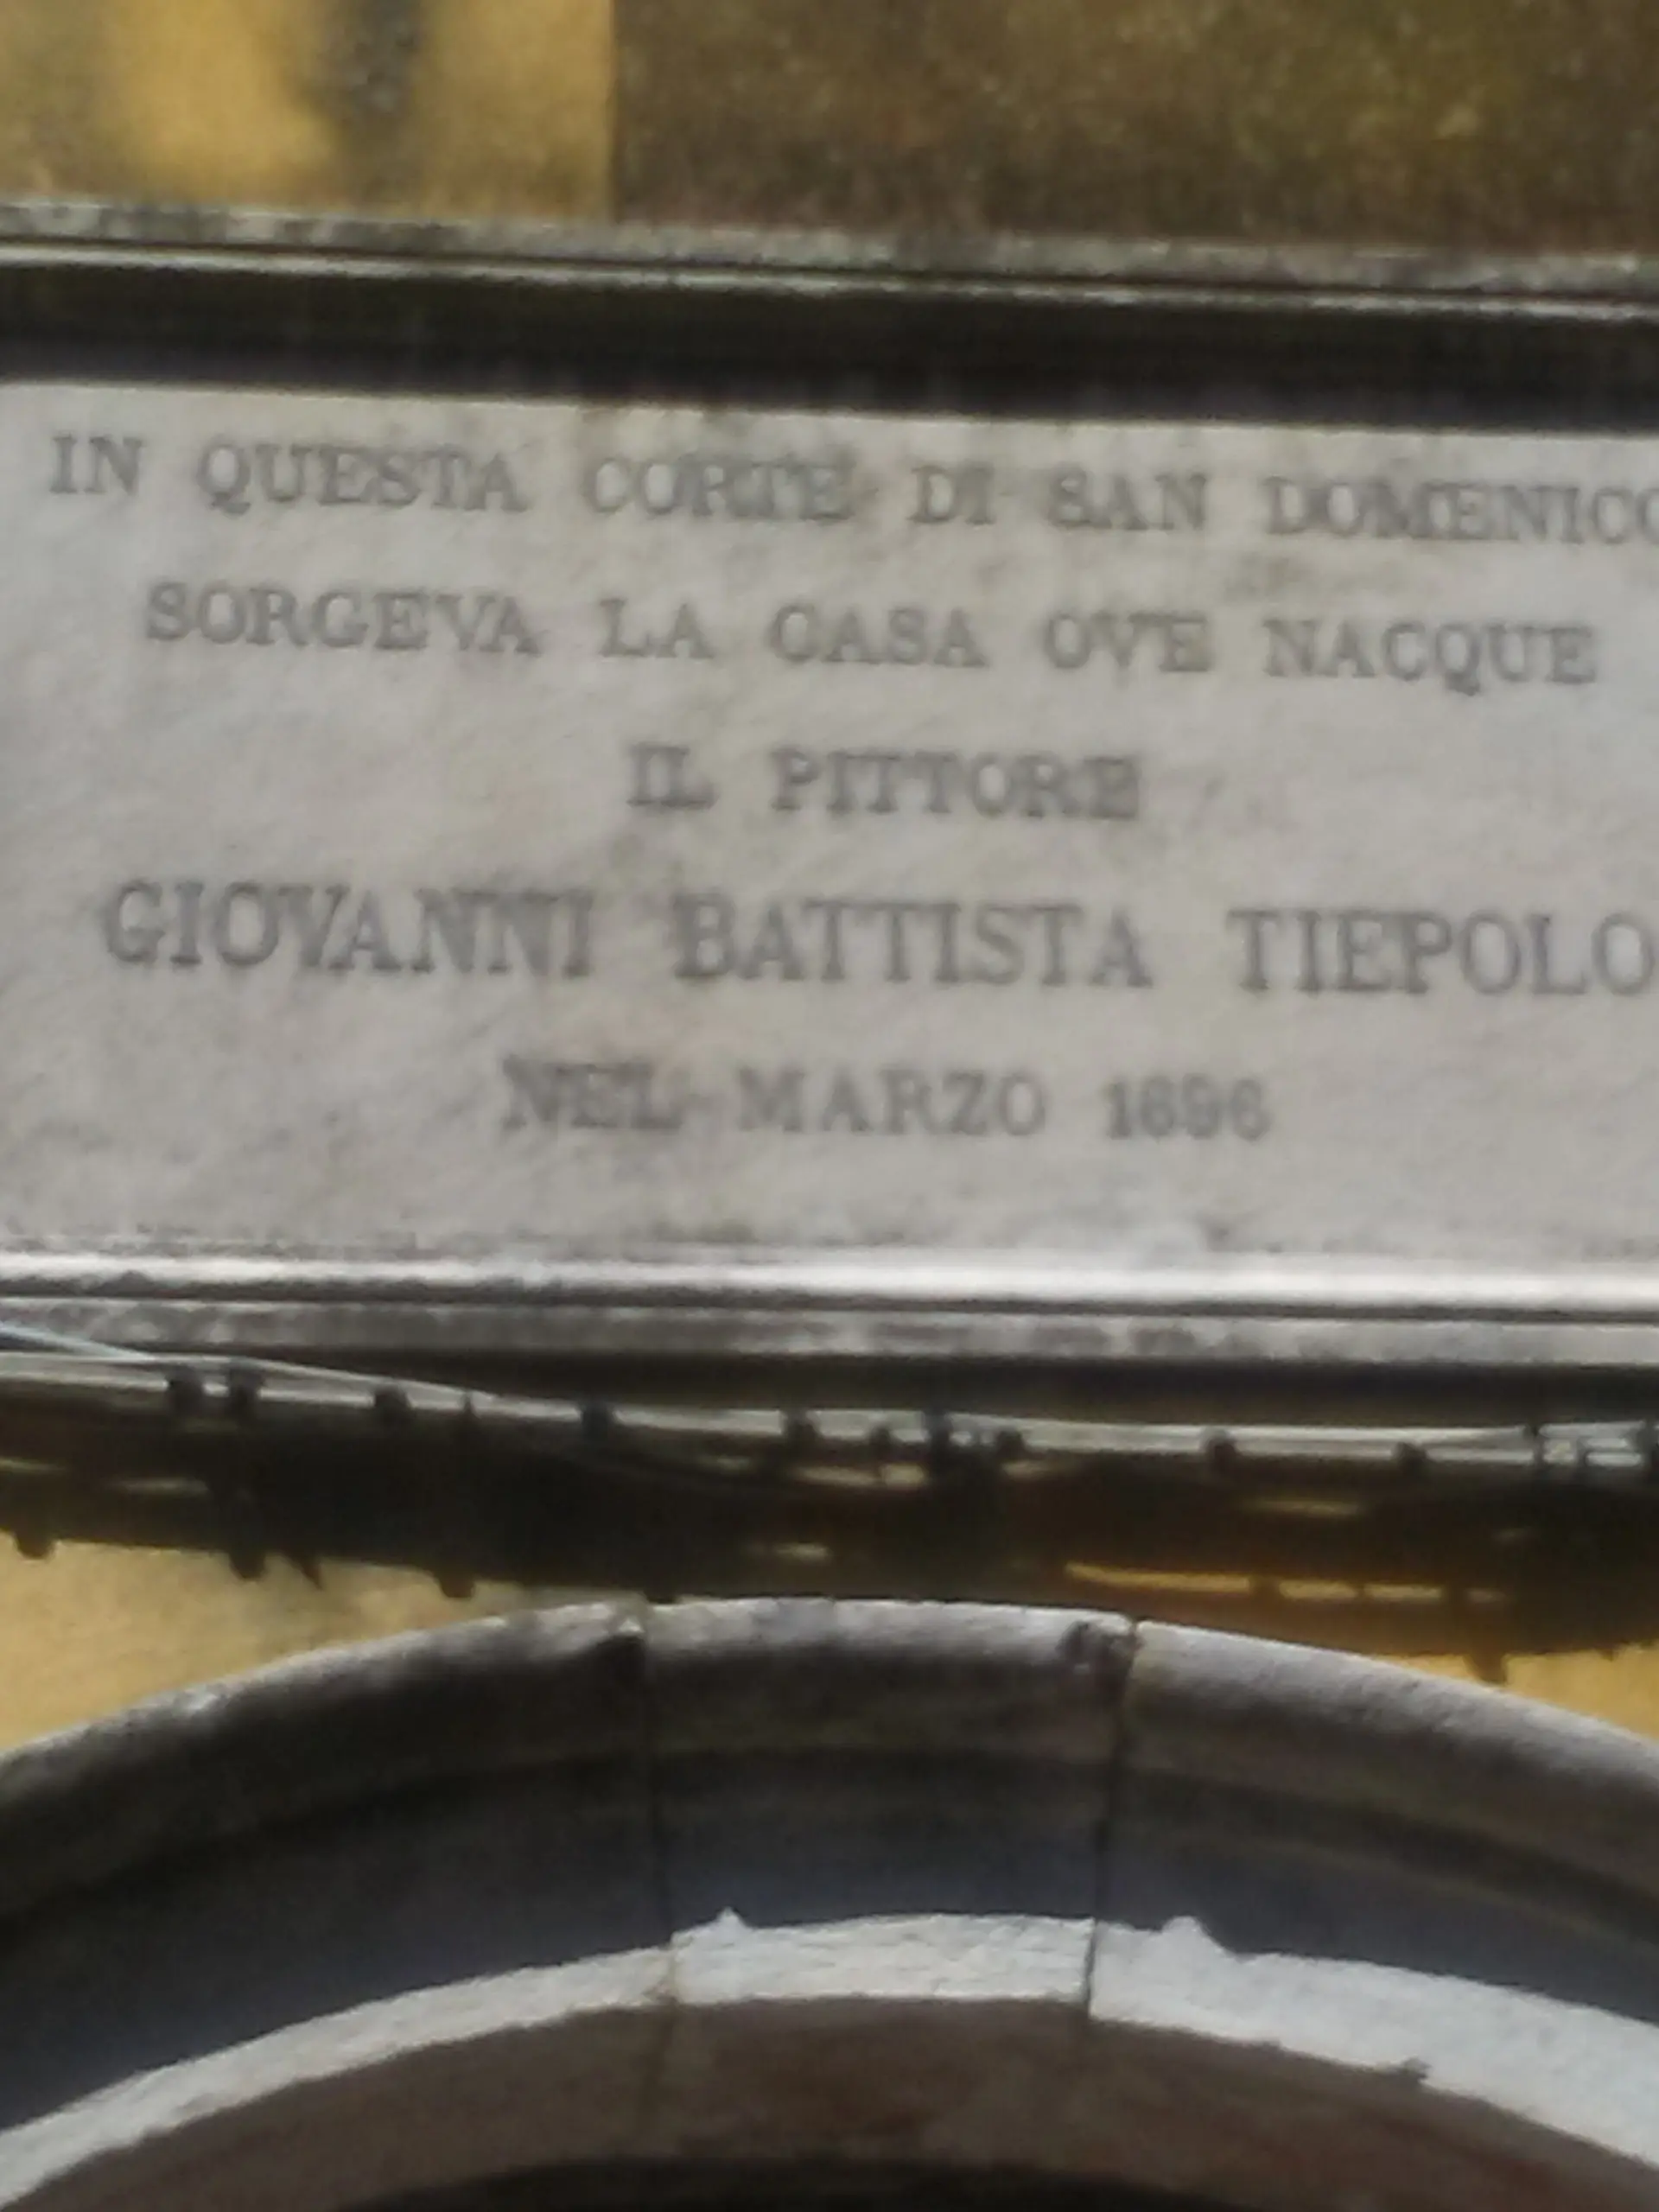 IN QUESTA CORTE DI SAN DOMENICO
SORGEVA LA CASA OVE NACQUE
IL PITTORE
GIOVANNI BATTISTA TIEPOLO
NEL MARZO 1696